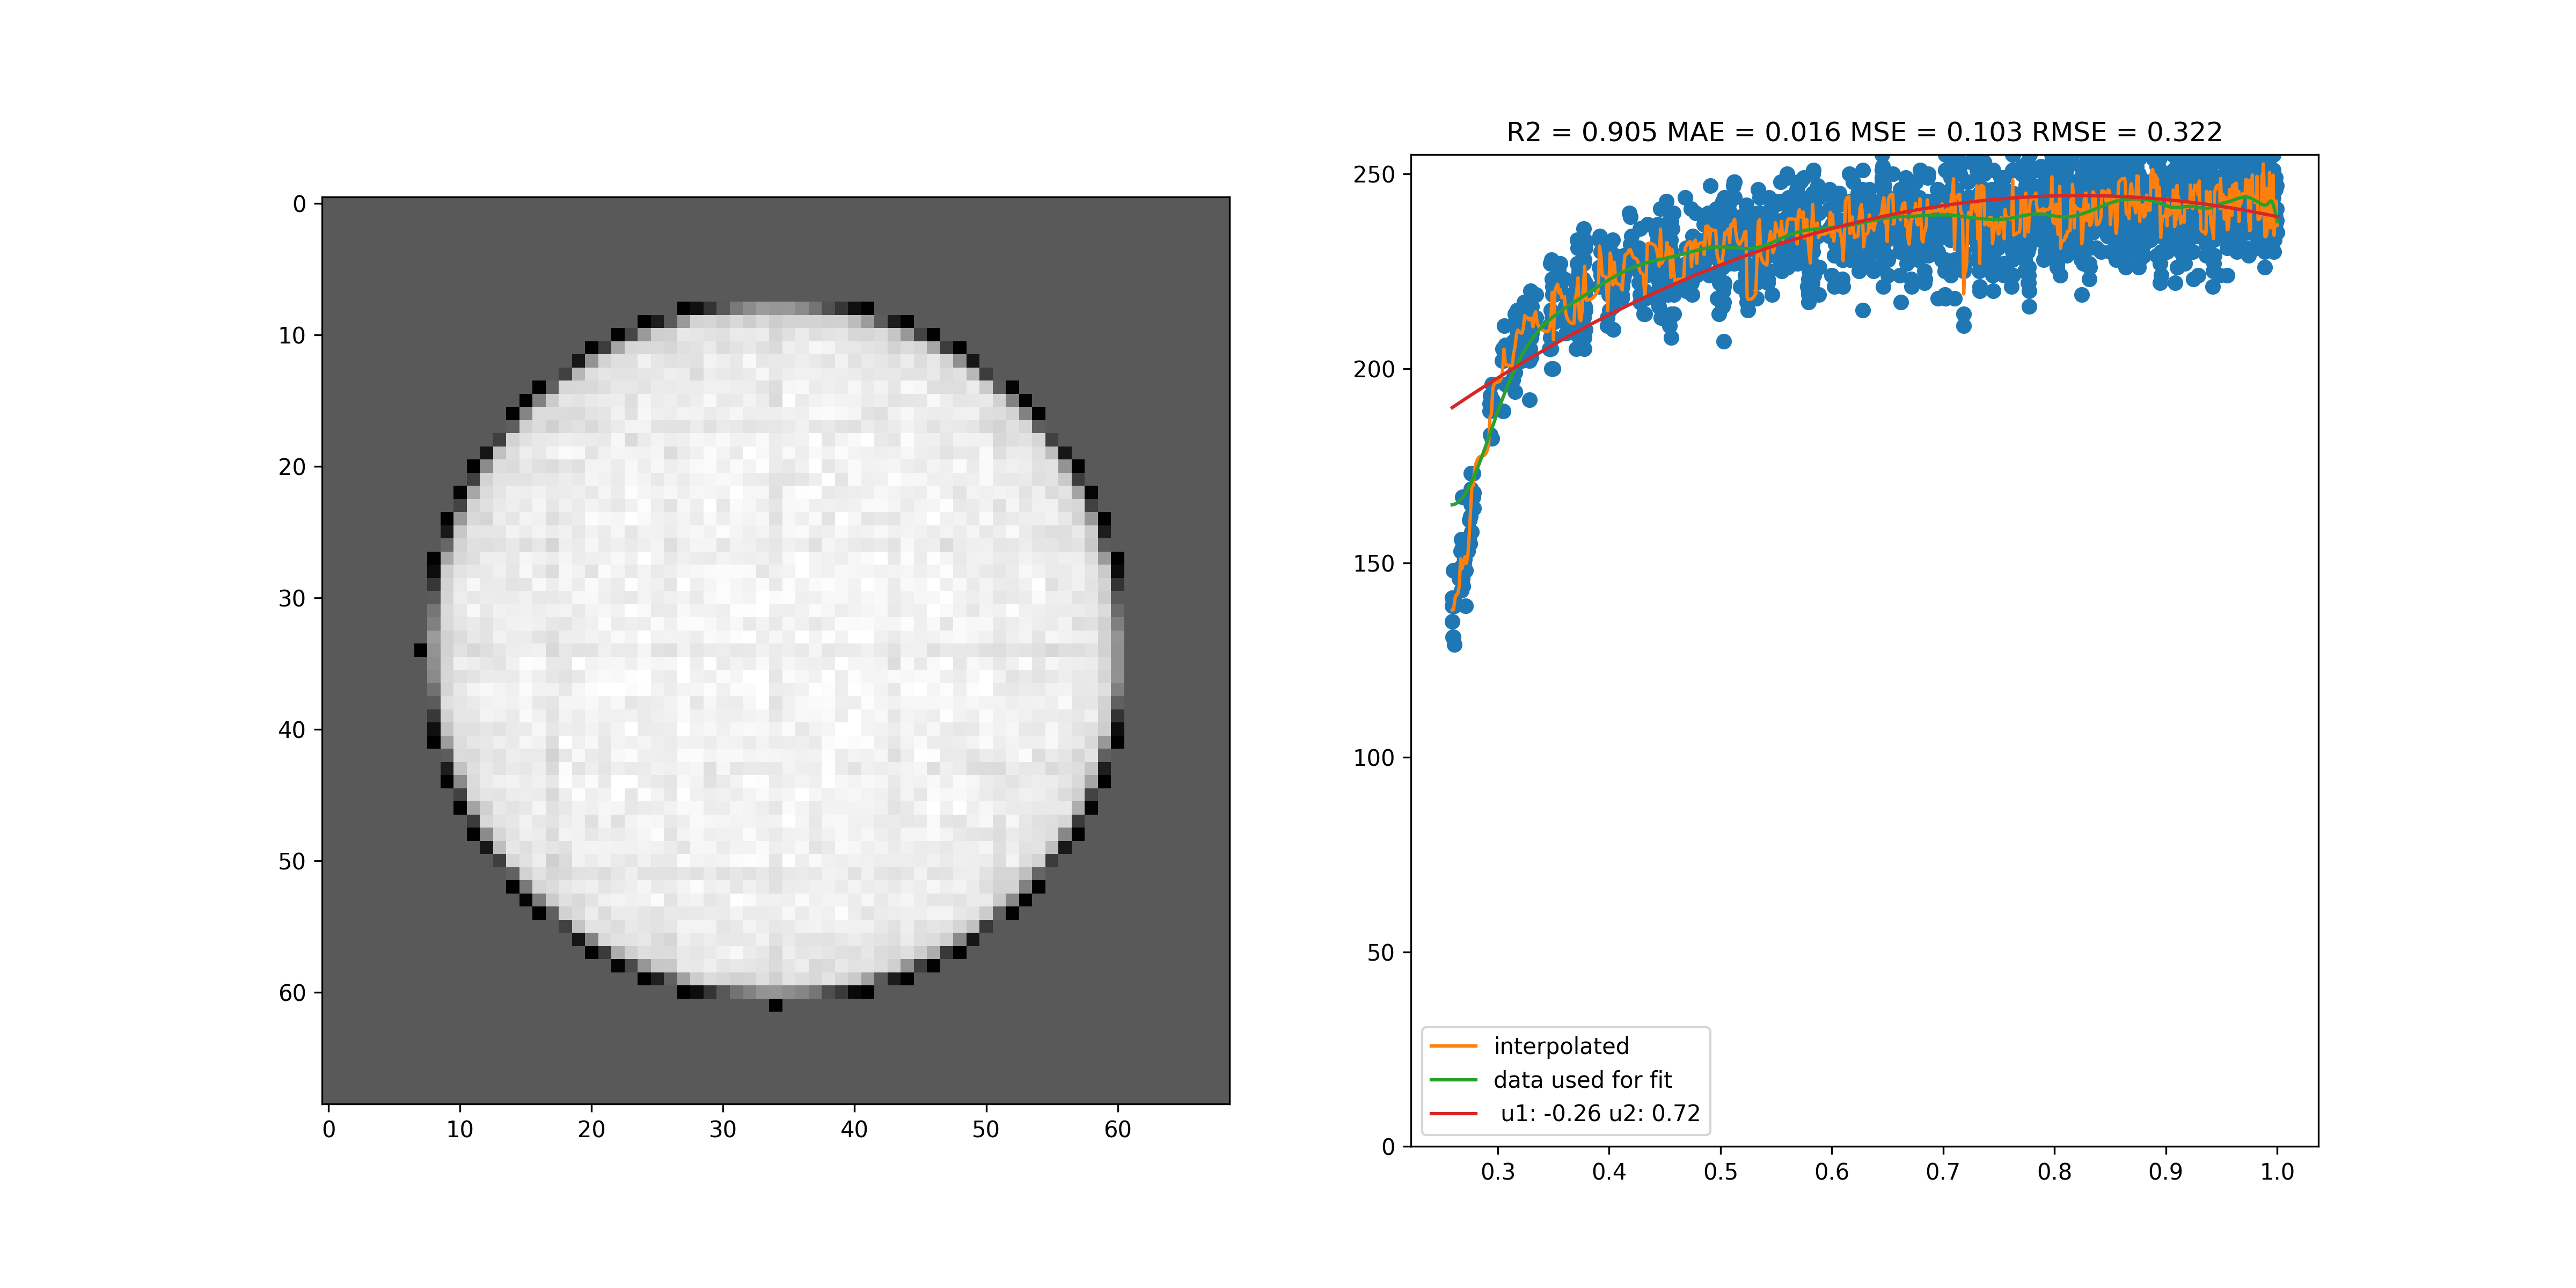 0
10
20
30
40
50
60
0 10 20 30 40 50 60
R2 = 0.905 MAE = 0.016 MSE = 0.103 RMSE = 0.322
250
200
150
100
50
0
interpolated
data used for fit
u1: -0.26 u2: 0.72
0.3 0.4 0.5 0.6 0.7 0.8 0.9 1.0